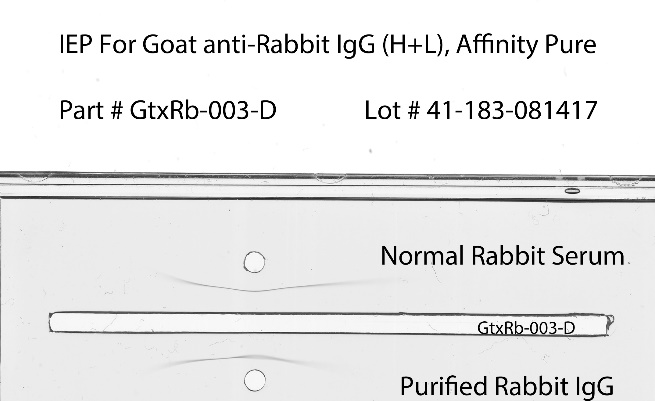 IEP For Goat anti-Rabbit IgG (H+L), Affinity Pure
Part # GtxRb-003-D Lot # 41-183-081417
Normal Rabbit Serum
GtxRb-003-D
Purified Rabbit IgG